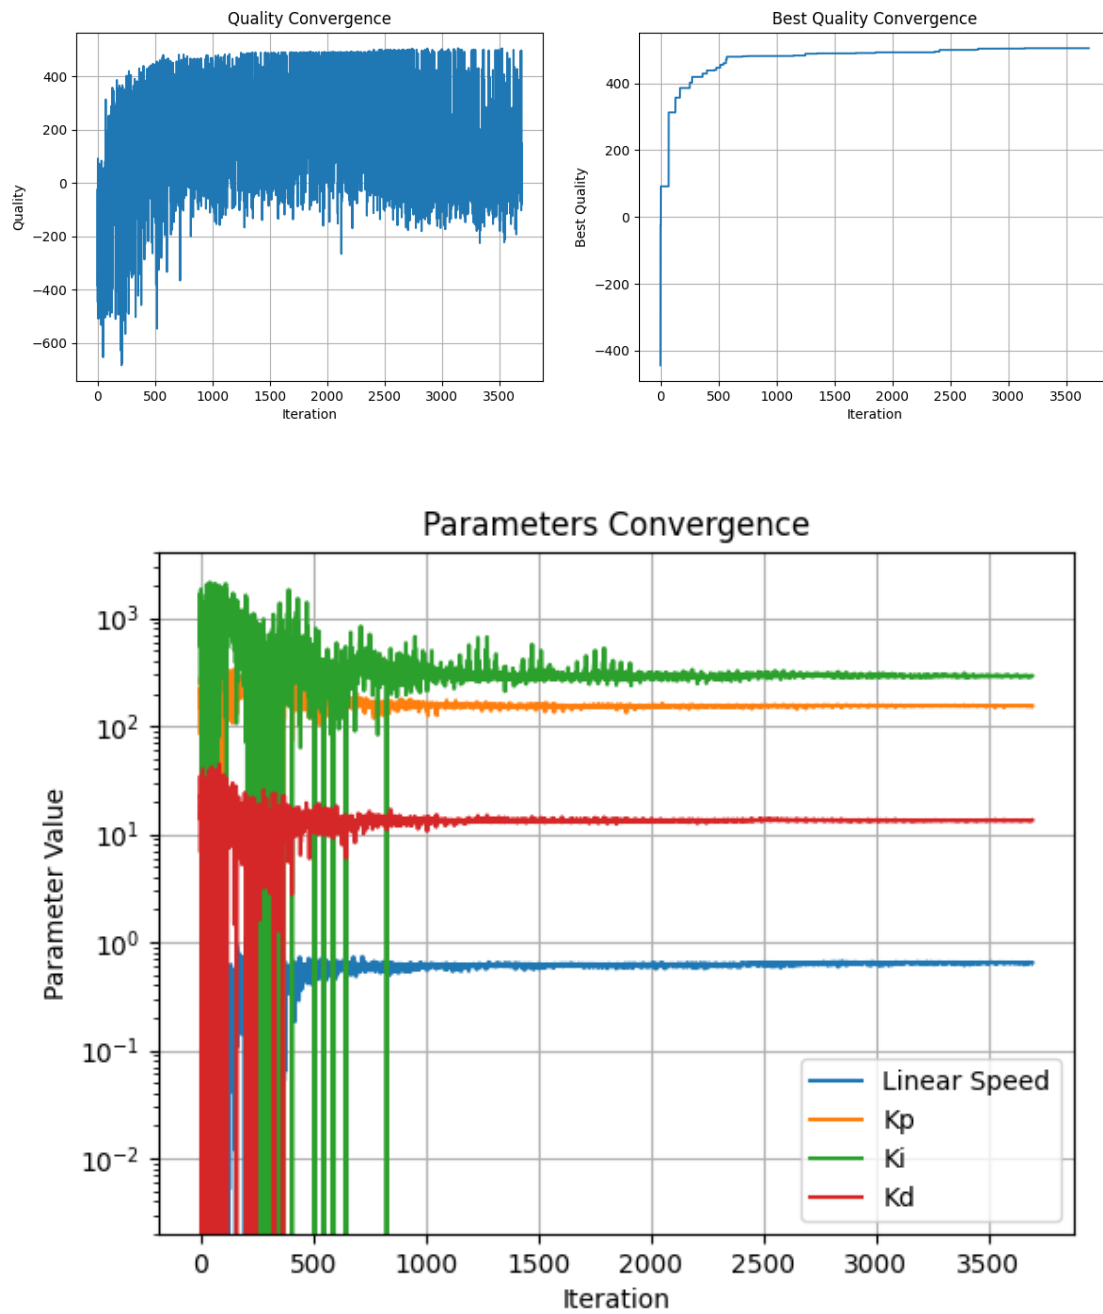 Quality Convergence
Quality
400
200
0
−200
−400
−600
0 500 1000 1500 2000 2500 3000 3500
Iteration
Best Quality Convergence
Best Quality
400
200
0
−200
−400
0 500 1000 1500 2000 2500 3000 3500
Iteration
Parameters Convergence
Parameter Value
10³
10²
10¹
10⁰
10⁻¹
10⁻²
Linear Speed
Kp
Ki
Kd
0 500 1000 1500 2000 2500 3000 3500
Iteration